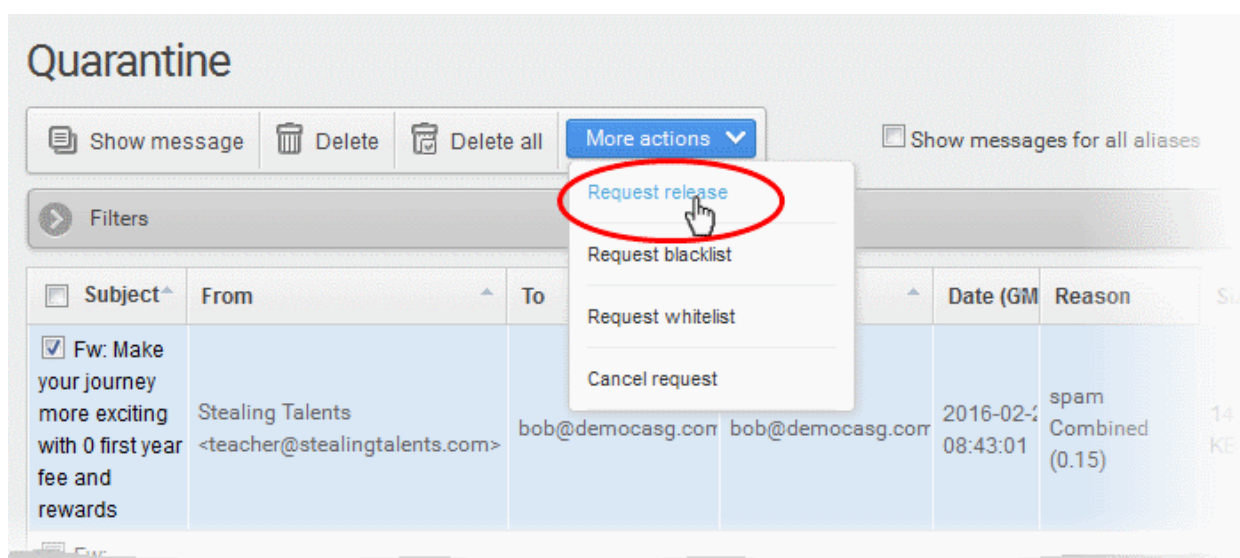 Quarantine
Show message Delete Delete all More actions Show messages for all aliases
Request release
Filters
Request blacklist
Request whitelist
Cancel request
Subject From To Date (GM Reason
Fw: Make
your journey
more exciting
with 0 first year
fee and
rewards
Stealing Talents
<teacher@stealingtalents.com>
bob@democasg.com bob@democasg.com
2016-02-2
08:43:01
spam
Combined
(0.15)
14
KB
Fw: